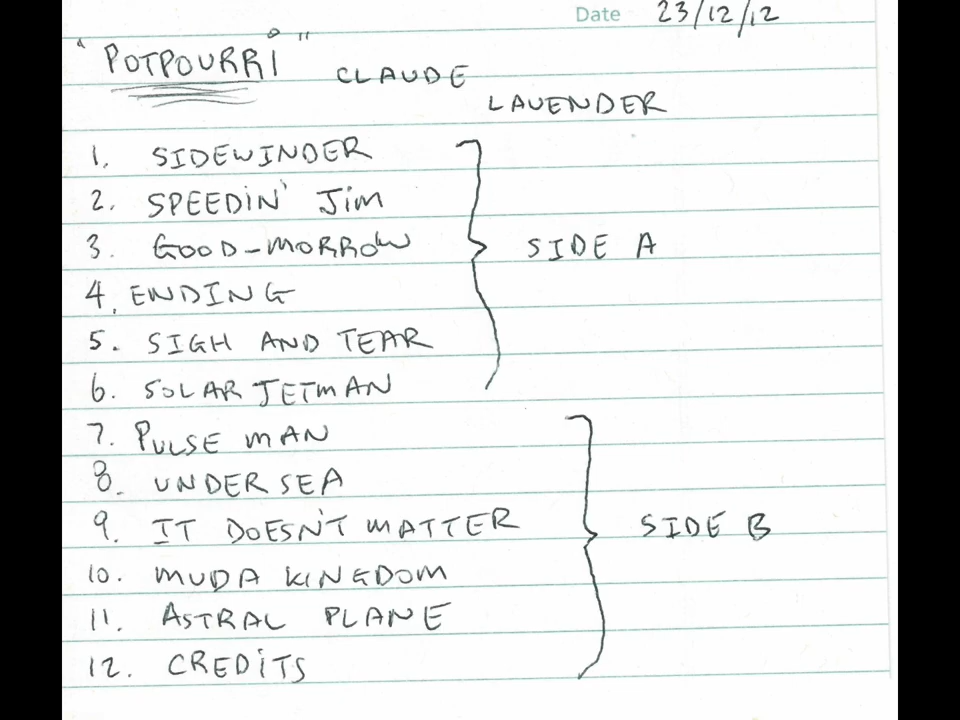 Date 23/12/12
"POTPOURRI" CLAUDE
LAVENDER
1. SIDEWINDER
2. SPEEDIN' JiM
3. GOOD-MORROW
SIDE A
4. ENDING
5. SIGH AND TEAR
6. SOLAR JETMAN
7. PULSE MAN
8. UNDERSEA
9. IT DOESN'T MATTER
SIDE B
10. MUDA KINGDOM
11. ASTRAL PLANE
12. CREDITS